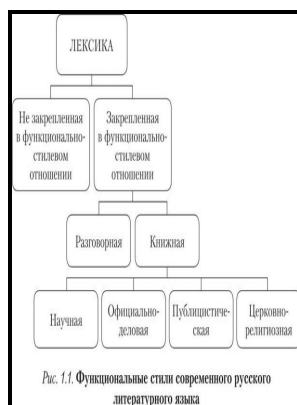 ЛЕКСИКА
Не закрепленная
в функционально-
стилевом
отношении
Закрепленная
в функционально-
стилевом
отношении
Разговорная
Книжная
Научная
Официально-
деловая
Публицистиче-
ская
Церковно-
религиозная
Рис. 1.1. Функциональные стили современного русского
литературного языка